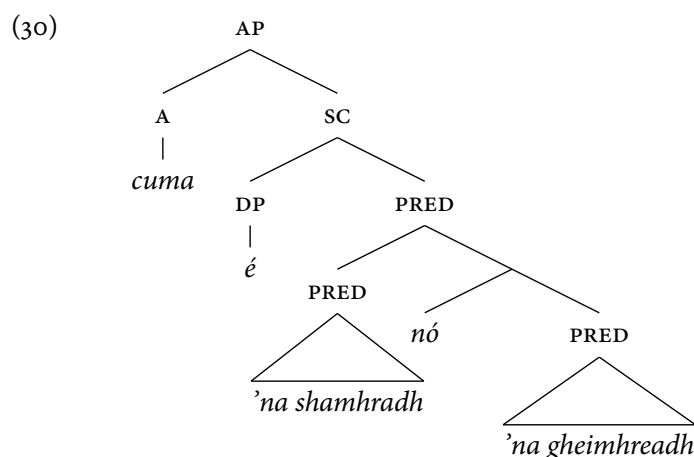 (30) AP
A SC
cuma
DP PRED
é
PRED
nó PRED
’na shamhradh
’na gheimhreadh